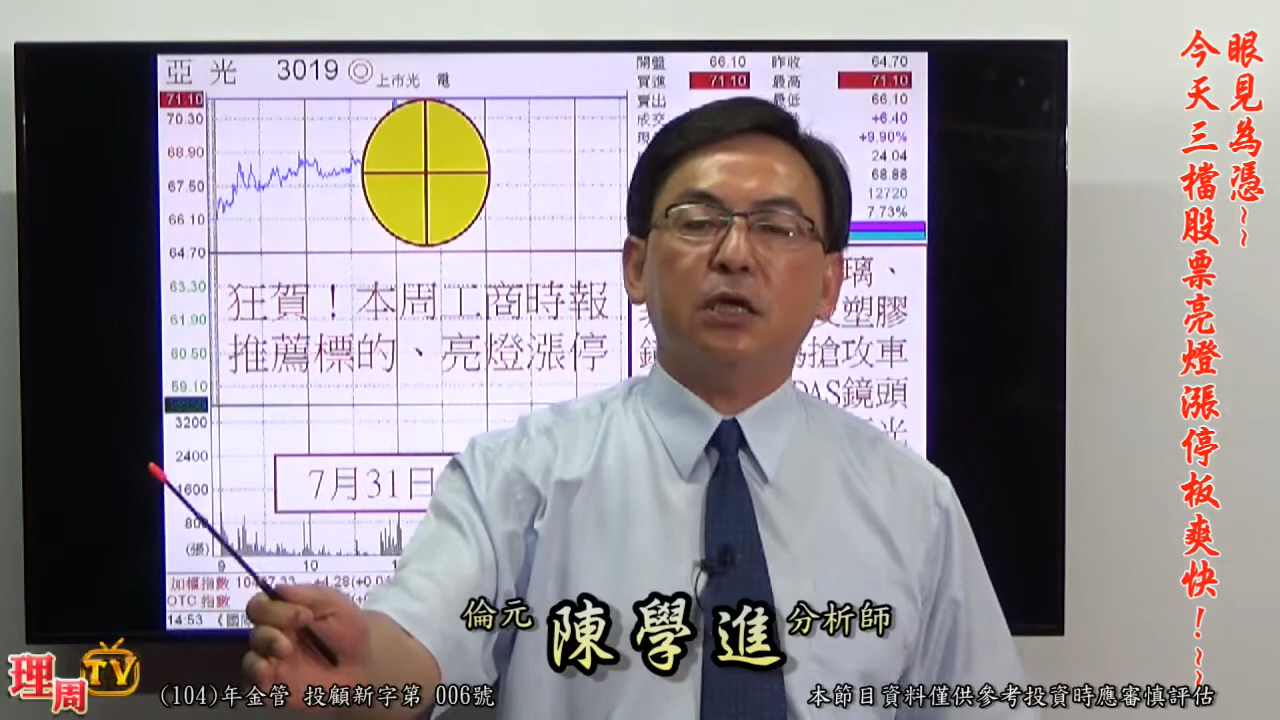 亞光 3019 ◎上市光 電
開盤 66.10 昨收 64.70
買進 71.10 最高 71.10
賣出 最低 66.10
成交 +6.40
+9.90%
24.04
68.88
12720
7.73%
71.10
70.30
68.90
67.50
66.10
64.70
63.30
61.90
60.50
59.10
3200
2400
1600
800
(張)
9 10
狂賀！本周工商時報
推薦標的、亮燈漲停
7月31日
璃、
塑膠
搶攻車
DAS鏡頭
光
加權指數
OTC 指數
14:53
眼見為憑~~
今天三檔股票亮燈漲停板爽快！~~
倫元 陳學進 分析師
理周TV
(104)年金管 投顧新字第 006號
本節目資料僅供參考投資時應審慎評估